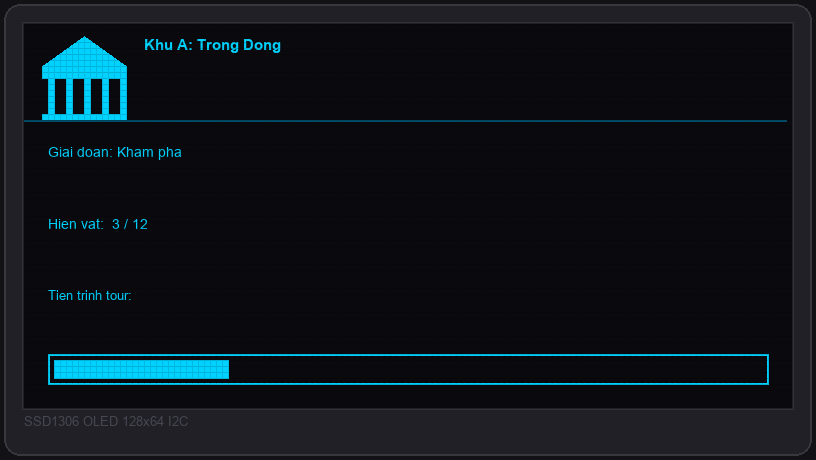 Khu A: Trong Dong
Giai doan: Kham pha
Hien vat:  3 / 12
Tien trinh tour:
SSD1306 OLED 128x64 I2C